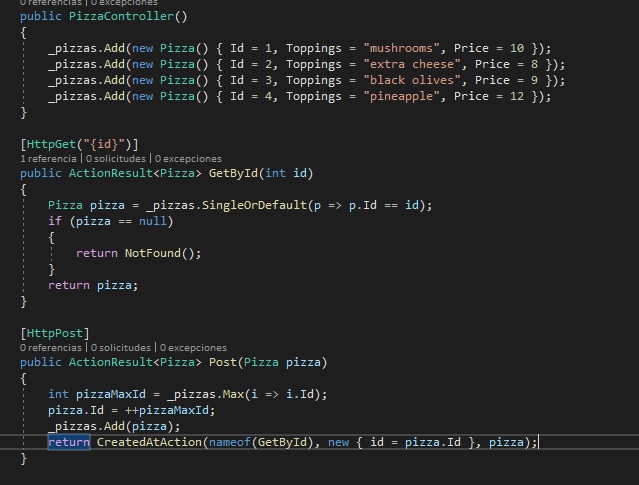 0 referencias | 0 excepciones
public PizzaController()
{
_pizzas.Add(new Pizza() { Id = 1, Toppings = "mushrooms", Price = 10 });
_pizzas.Add(new Pizza() { Id = 2, Toppings = "extra cheese", Price = 8 });
_pizzas.Add(new Pizza() { Id = 3, Toppings = "black olives", Price = 9 });
_pizzas.Add(new Pizza() { Id = 4, Toppings = "pineapple", Price = 12 });
}
[HttpGet("{id}")]
1 referencia | 0 solicitudes | 0 excepciones
public ActionResult<Pizza> GetById(int id)
{
Pizza pizza = _pizzas.SingleOrDefault(p => p.Id == id);
if (pizza == null)
{
return NotFound();
}
return pizza;
}
[HttpPost]
0 referencias | 0 solicitudes | 0 excepciones
public ActionResult<Pizza> Post(Pizza pizza)
{
int pizzaMaxId = _pizzas.Max(i => i.Id);
pizza.Id = ++pizzaMaxId;
_pizzas.Add(pizza);
return CreatedAtAction(nameof(GetById), new { id = pizza.Id }, pizza);
}